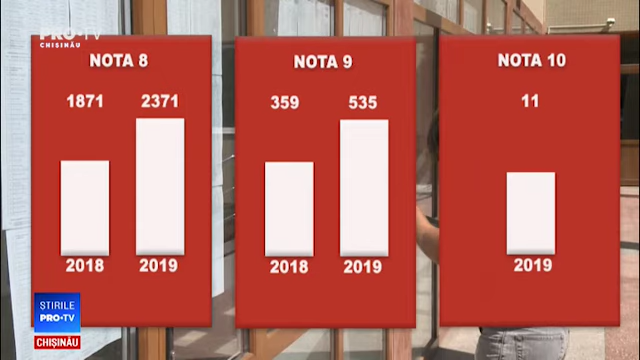 PRO•TV
CHIȘINĂU
NOTA 8
1871 2371
2018 2019
NOTA 9
359 535
2018 2019
NOTA 10
11
2019
ȘTIRILE
PRO•TV
CHIȘINĂU